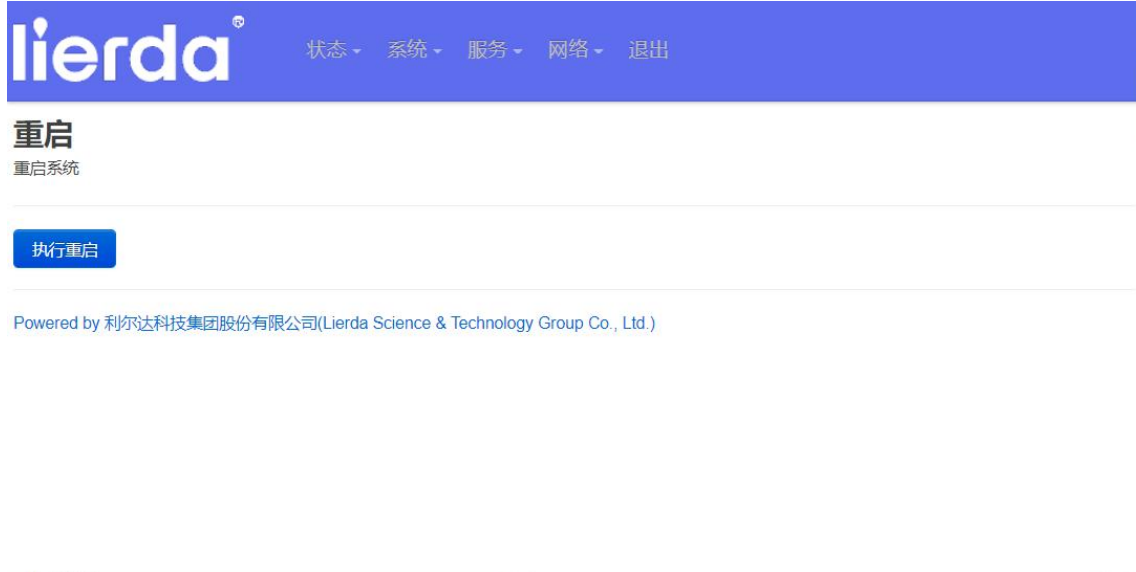 lierda®
状态 系统 服务 网络 退出
重启
重启系统
执行重启
Powered by 利尔达科技集团股份有限公司(Lierda Science & Technology Group Co., Ltd.)